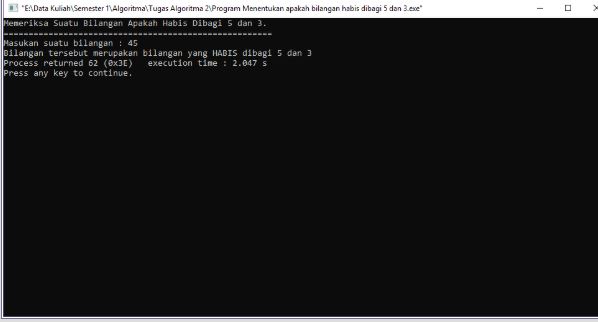 "E:\Data Kuliah\Semester 1\Algoritma\Tugas Algoritma 2\Program Menentukan apakah bilangan habis dibagi 5 dan 3.exe"
Memeriksa Suatu Bilangan Apakah Habis Dibagi 5 dan 3.
======================================================
Masukan suatu bilangan : 45
Bilangan tersebut merupakan bilangan yang HABIS dibagi 5 dan 3
Process returned 62 (0x3E)   execution time : 2.047 s
Press any key to continue.